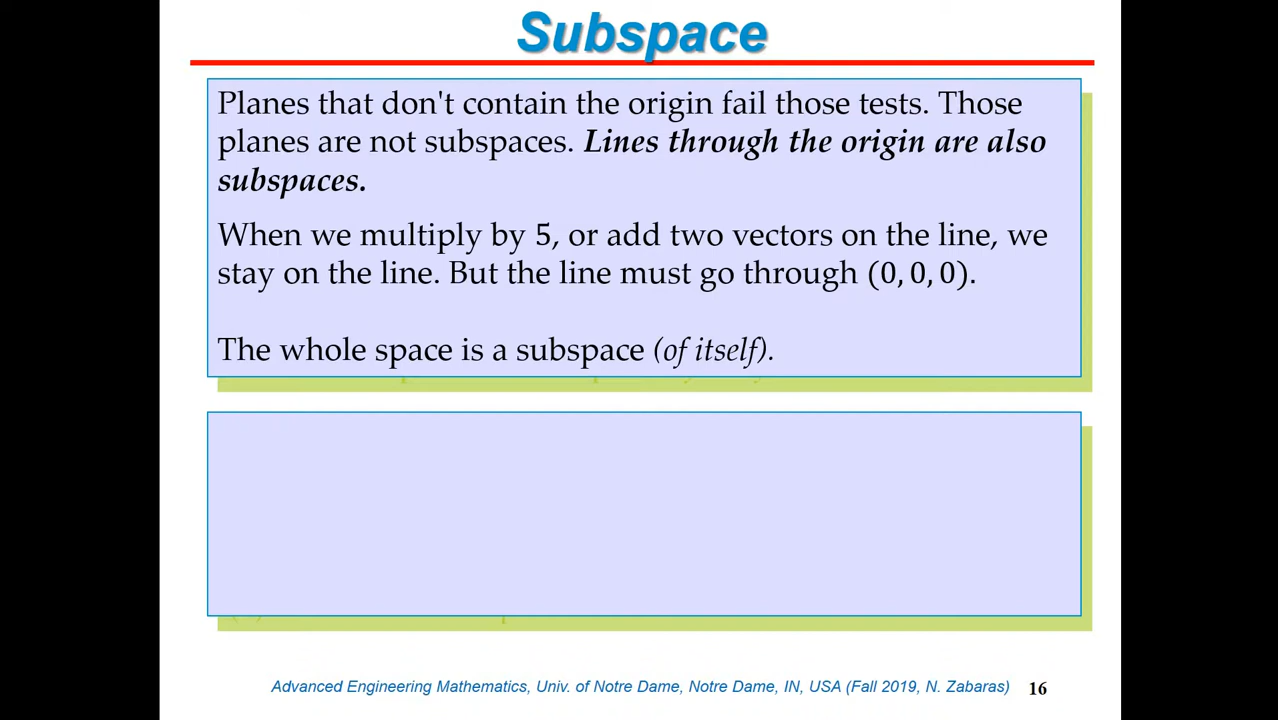 Subspace
Planes that don't contain the origin fail those tests. Those
planes are not subspaces. Lines through the origin are also
subspaces.
When we multiply by 5, or add two vectors on the line, we
stay on the line. But the line must go through (0, 0, 0).
The whole space is a subspace (of itself).
Advanced Engineering Mathematics, Univ. of Notre Dame, Notre Dame, IN, USA (Fall 2019, N. Zabaras) 16